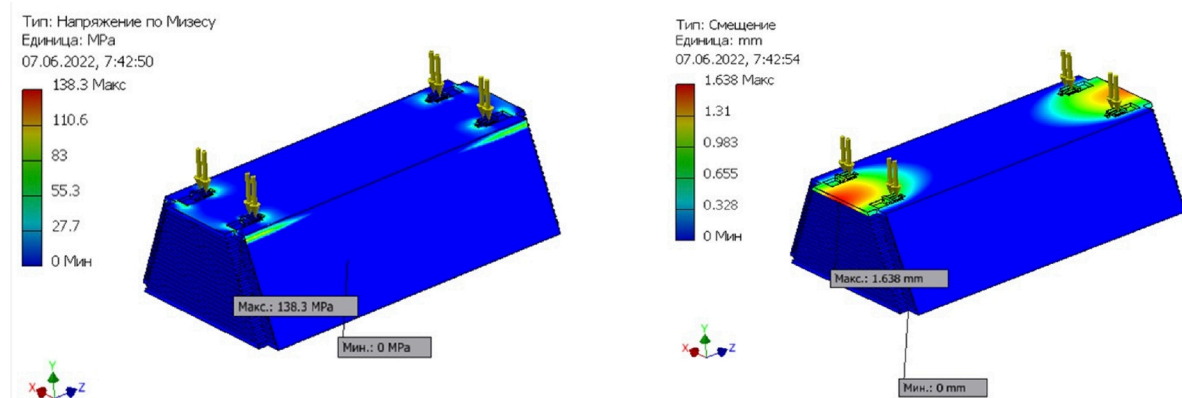 Тип: Напряжение по Мизесу
Единица: MPa
07.06.2022, 7:42:50
138.3 Макс
110.6
83
55.3
27.7
0 Мин
Макс.: 138.3 MPa
Мин.: 0 MPa
Y
X
Z
Тип: Смещение
Единица: mm
07.06.2022, 7:42:54
1.638 Макс
1.31
0.983
0.655
0.328
0 Мин
Макс.: 1.638 mm
Мин.: 0 mm
Y
X
Z